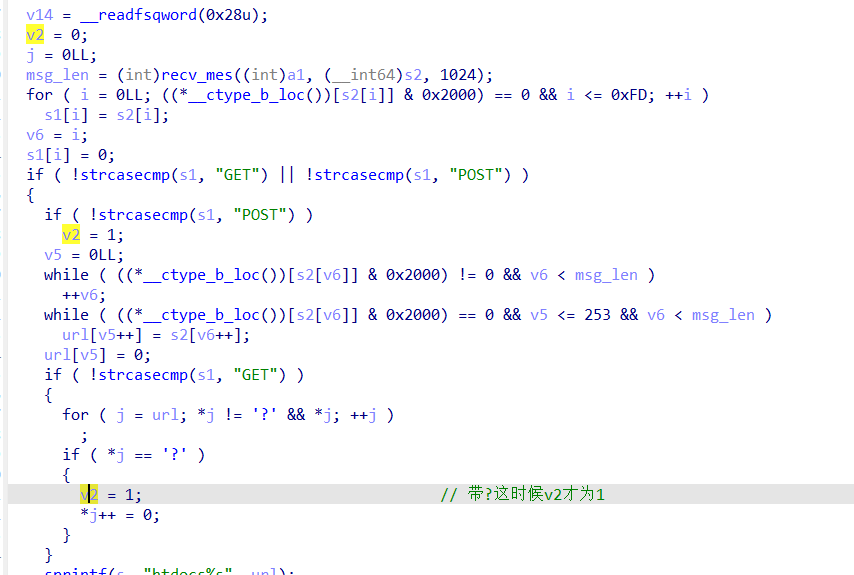 v14 = __readfsqword(0x28u);
v2 = 0;
j = 0LL;
msg_len = (int)recv_mes((int)a1, (__int64)s2, 1024);
for ( i = 0LL; ((*__ctype_b_loc())[s2[i]] & 0x2000) == 0 && i <= 0xFD; ++i )
s1[i] = s2[i];
v6 = i;
s1[i] = 0;
if ( !strcasecmp(s1, "GET") || !strcasecmp(s1, "POST") )
{
if ( !strcasecmp(s1, "POST") )
v2 = 1;
v5 = 0LL;
while ( ((*__ctype_b_loc())[s2[v6]] & 0x2000) != 0 && v6 < msg_len )
++v6;
while ( ((*__ctype_b_loc())[s2[v6]] & 0x2000) == 0 && v5 <= 253 && v6 < msg_len )
url[v5++] = s2[v6++];
url[v5] = 0;
if ( !strcasecmp(s1, "GET") )
{
for ( j = url; *j != '?' && *j; ++j )
;
if ( *j == '?' )
{
v2 = 1; // 带?这时候v2才为1
*j++ = 0;
}
}
sprintf(s, "htdocs%s", url);